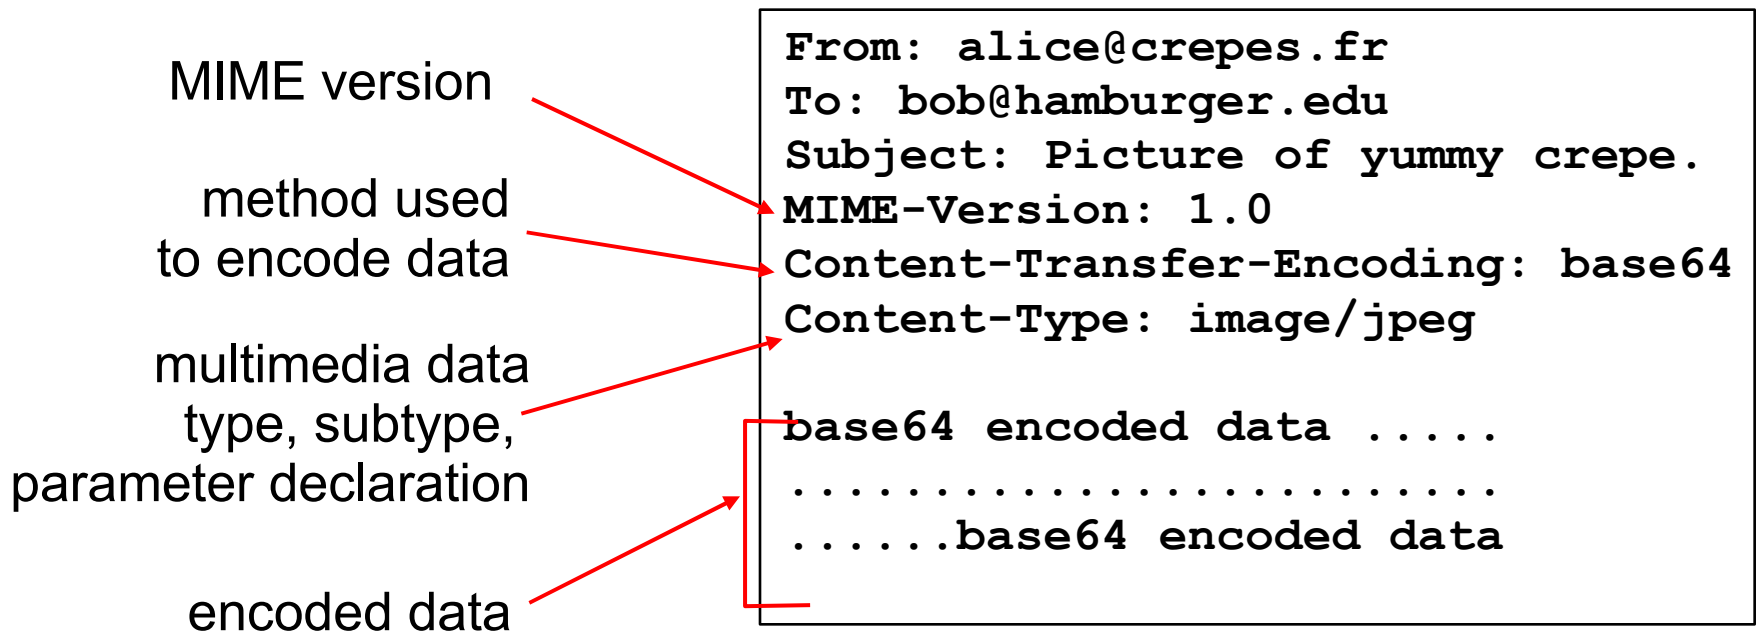 MIME version
method used
to encode data
multimedia data
type, subtype,
parameter declaration
encoded data
From: alice@crepes.fr
To: bob@hamburger.edu
Subject: Picture of yummy crepe.
MIME-Version: 1.0
Content-Transfer-Encoding: base64
Content-Type: image/jpeg
base64 encoded data .....
.........................
......base64 encoded data